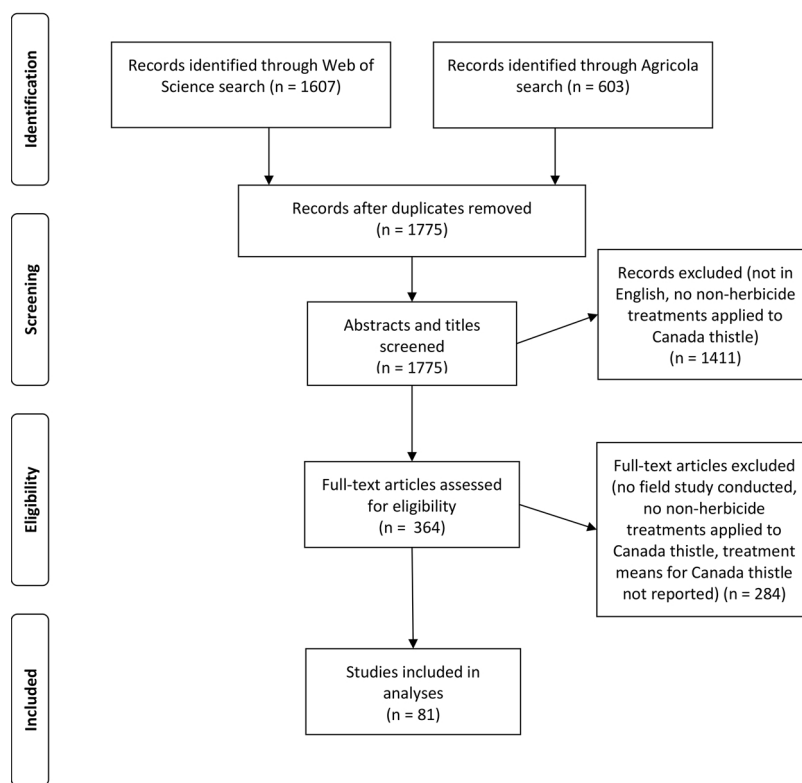 Identification
Records identified through Web of
Science search (n = 1607)
Records identified through Agricola
search (n = 603)
Records after duplicates removed
(n = 1775)
Screening
Abstracts and titles
screened
(n = 1775)
Records excluded (not in
English, no non-herbicide
treatments applied to
Canada thistle)
(n = 1411)
Eligibility
Full-text articles assessed
for eligibility
(n = 364)
Full-text articles excluded
(no field study conducted,
no non-herbicide
treatments applied to
Canada thistle, treatment
means for Canada thistle
not reported) (n = 284)
Included
Studies included in
analyses
(n = 81)